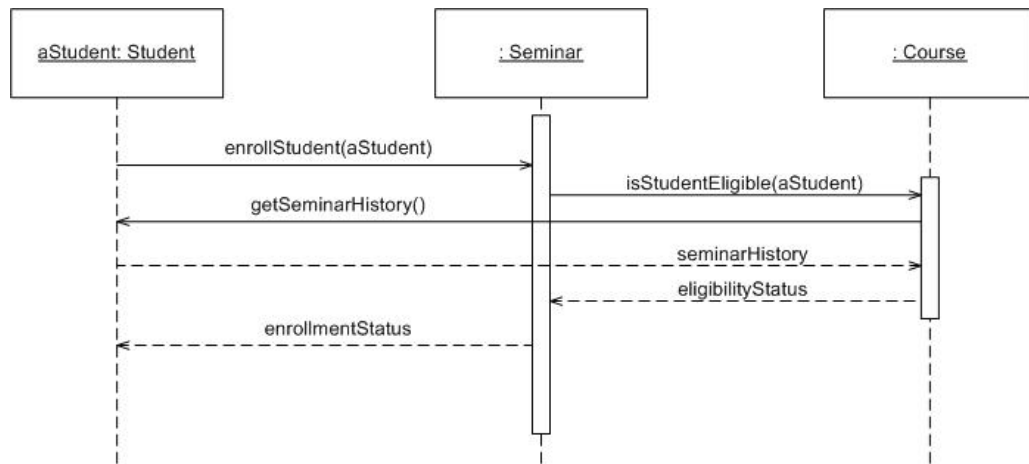 aStudent: Student
: Seminar
: Course
enrollStudent(aStudent)
isStudentEligible(aStudent)
getSeminarHistory()
seminarHistory
eligibilityStatus
enrollmentStatus